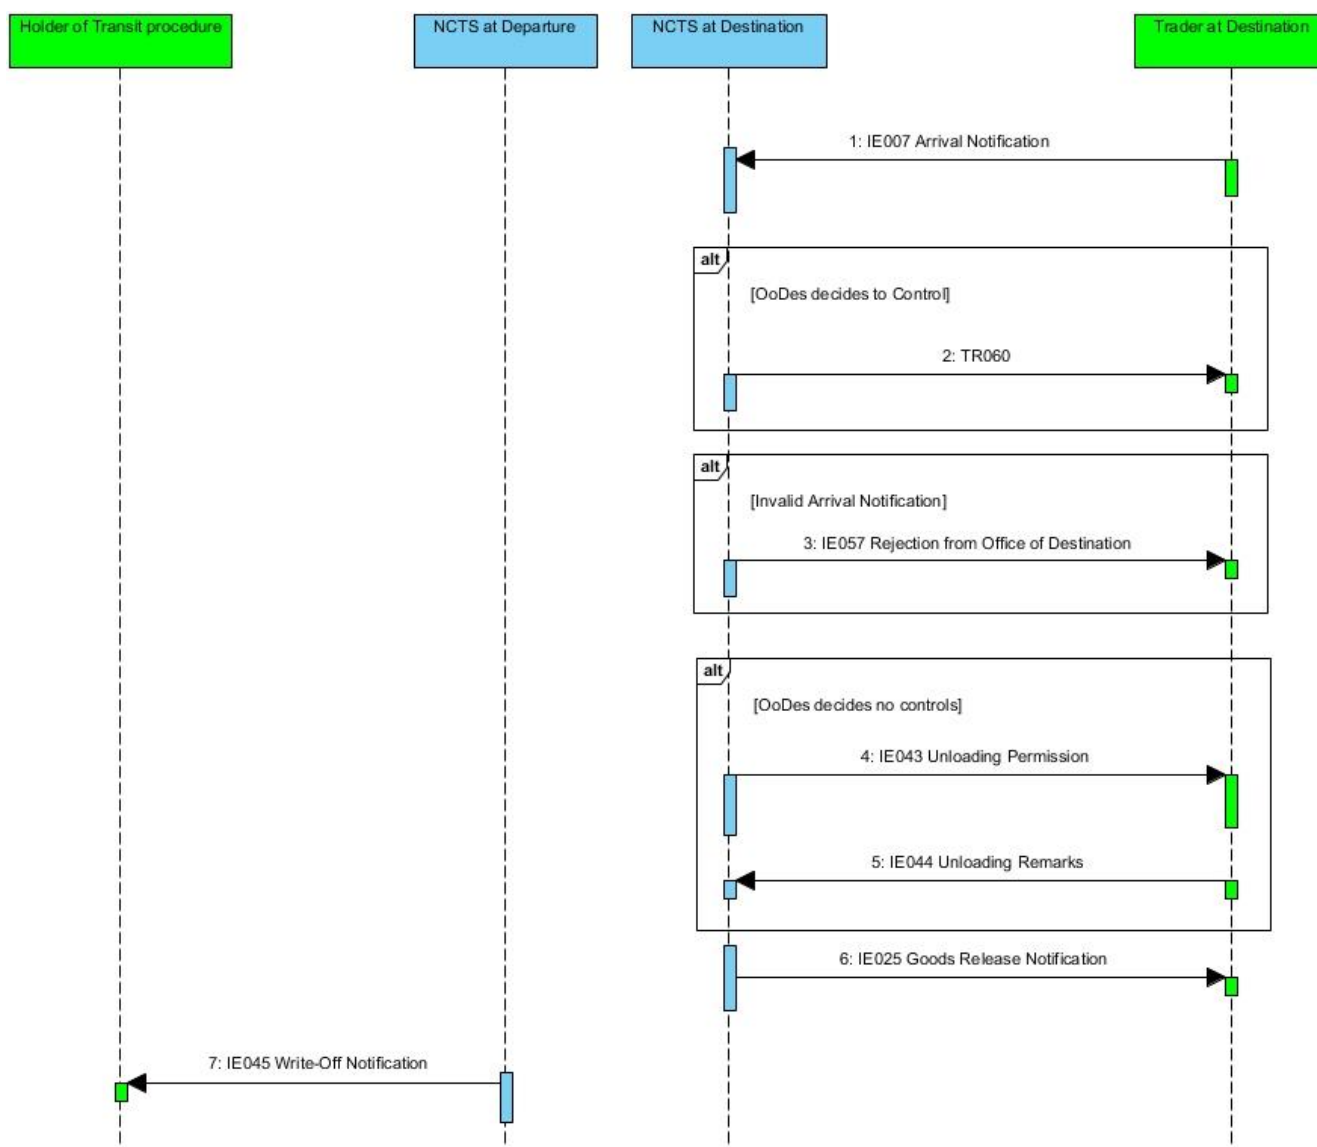 Holder of Transit procedure
NCTS at Departure
NCTS at Destination
Trader at Destination
1: IE007 Arrival Notification
alt
[OoDes decides to Control]
2: TR060
alt
[Invalid Arrival Notification]
3: IE057 Rejection from Office of Destination
alt
[OoDes decides no controls]
4: IE043 Unloading Permission
5: IE044 Unloading Remarks
6: IE025 Goods Release Notification
7: IE045 Write-Off Notification